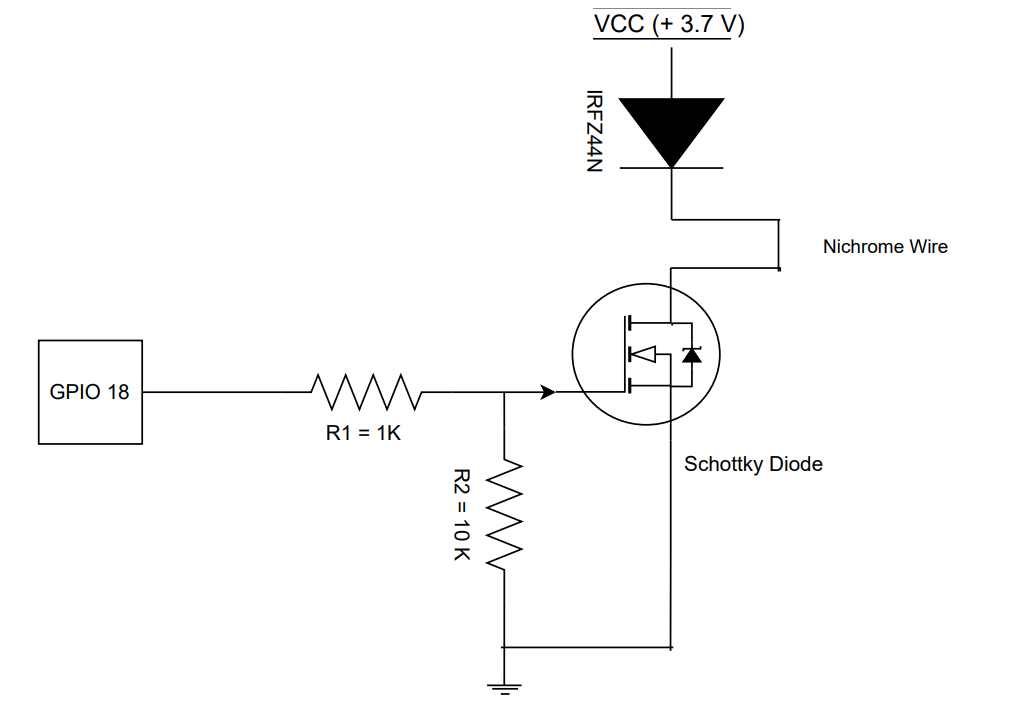 VCC (+ 3.7 V)
IRFZ44N
Nichrome Wire
GPIO 18
R1 = 1K
Schottky Diode
R2 = 10 K